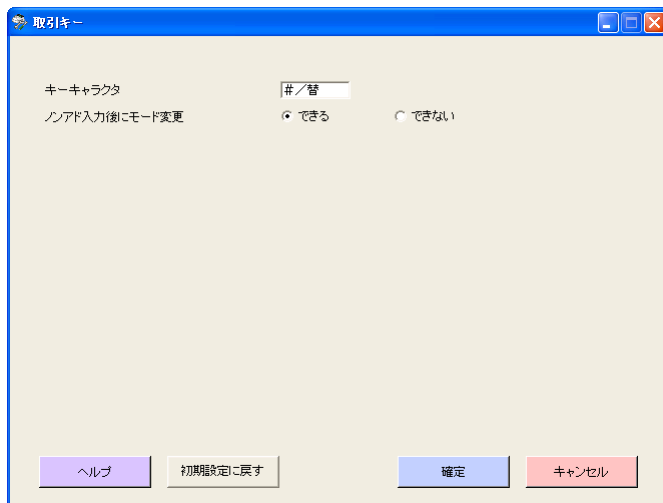 取引キー
キーキャラクタ #/替
ノンアド入力後にモード変更 できる できない
ヘルプ 初期設定に戻す 確定 キャンセル